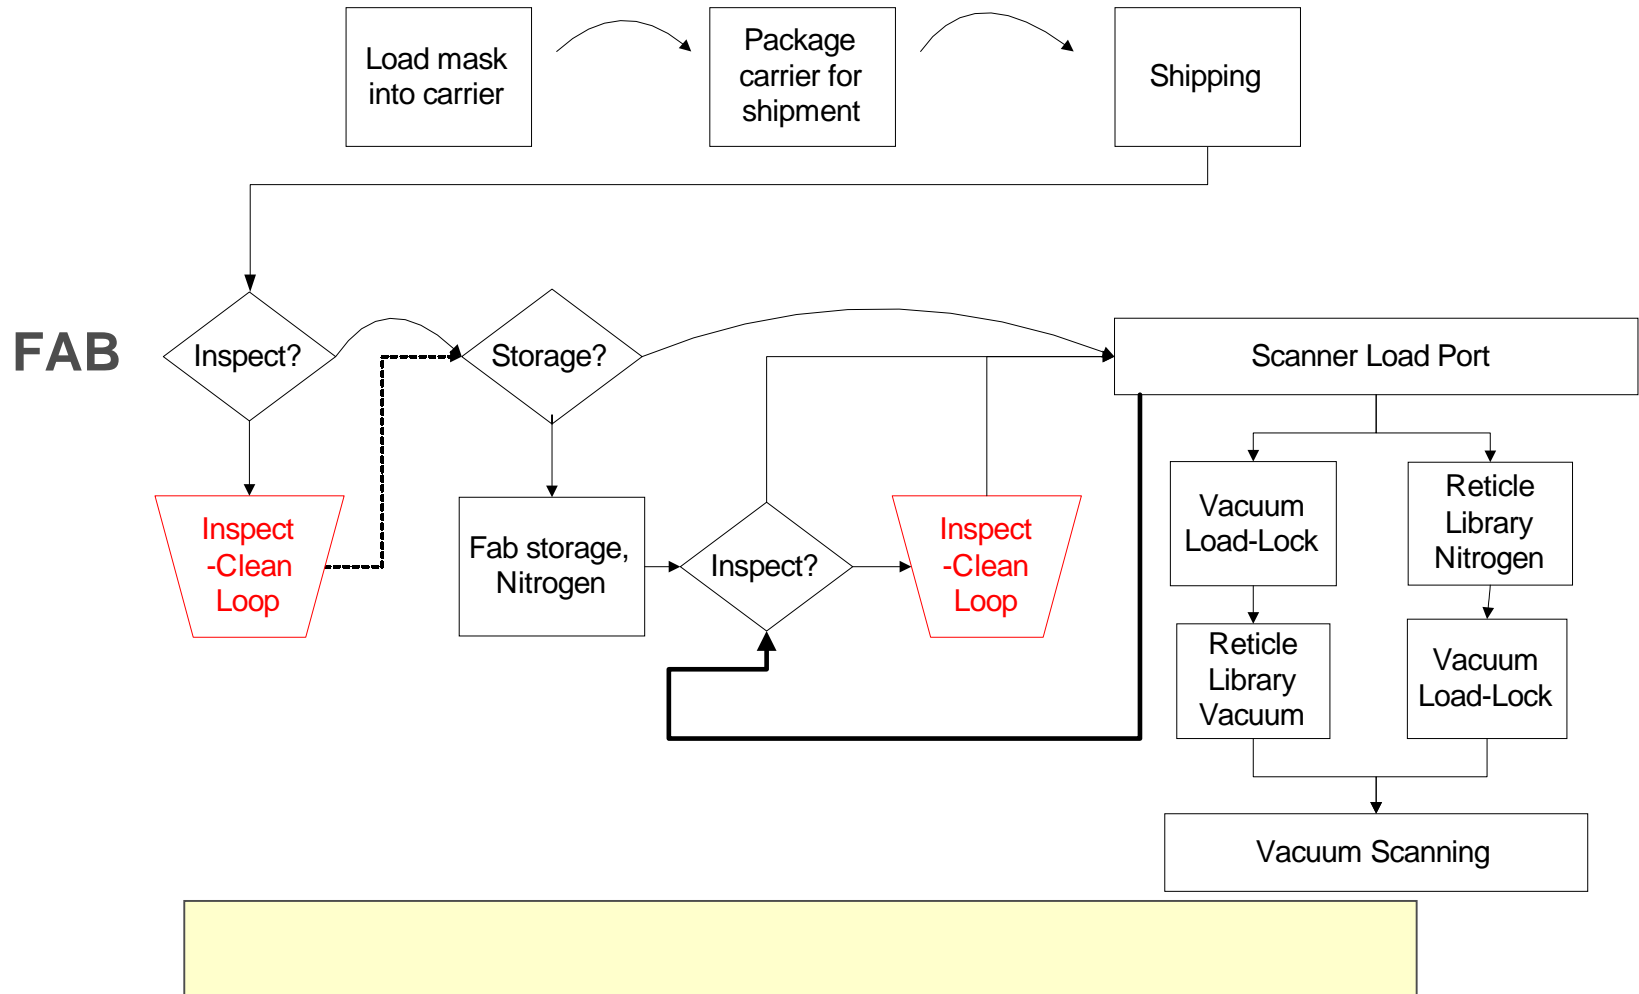 Load mask
into carrier
Package
carrier for
shipment
Shipping
FAB
Inspect?
Storage?
Scanner Load Port
Inspect
-Clean
Loop
Fab storage,
Nitrogen
Inspect?
Inspect
-Clean
Loop
Vacuum
Load-Lock
Reticle
Library
Nitrogen
Reticle
Library
Vacuum
Vacuum
Load-Lock
Vacuum Scanning